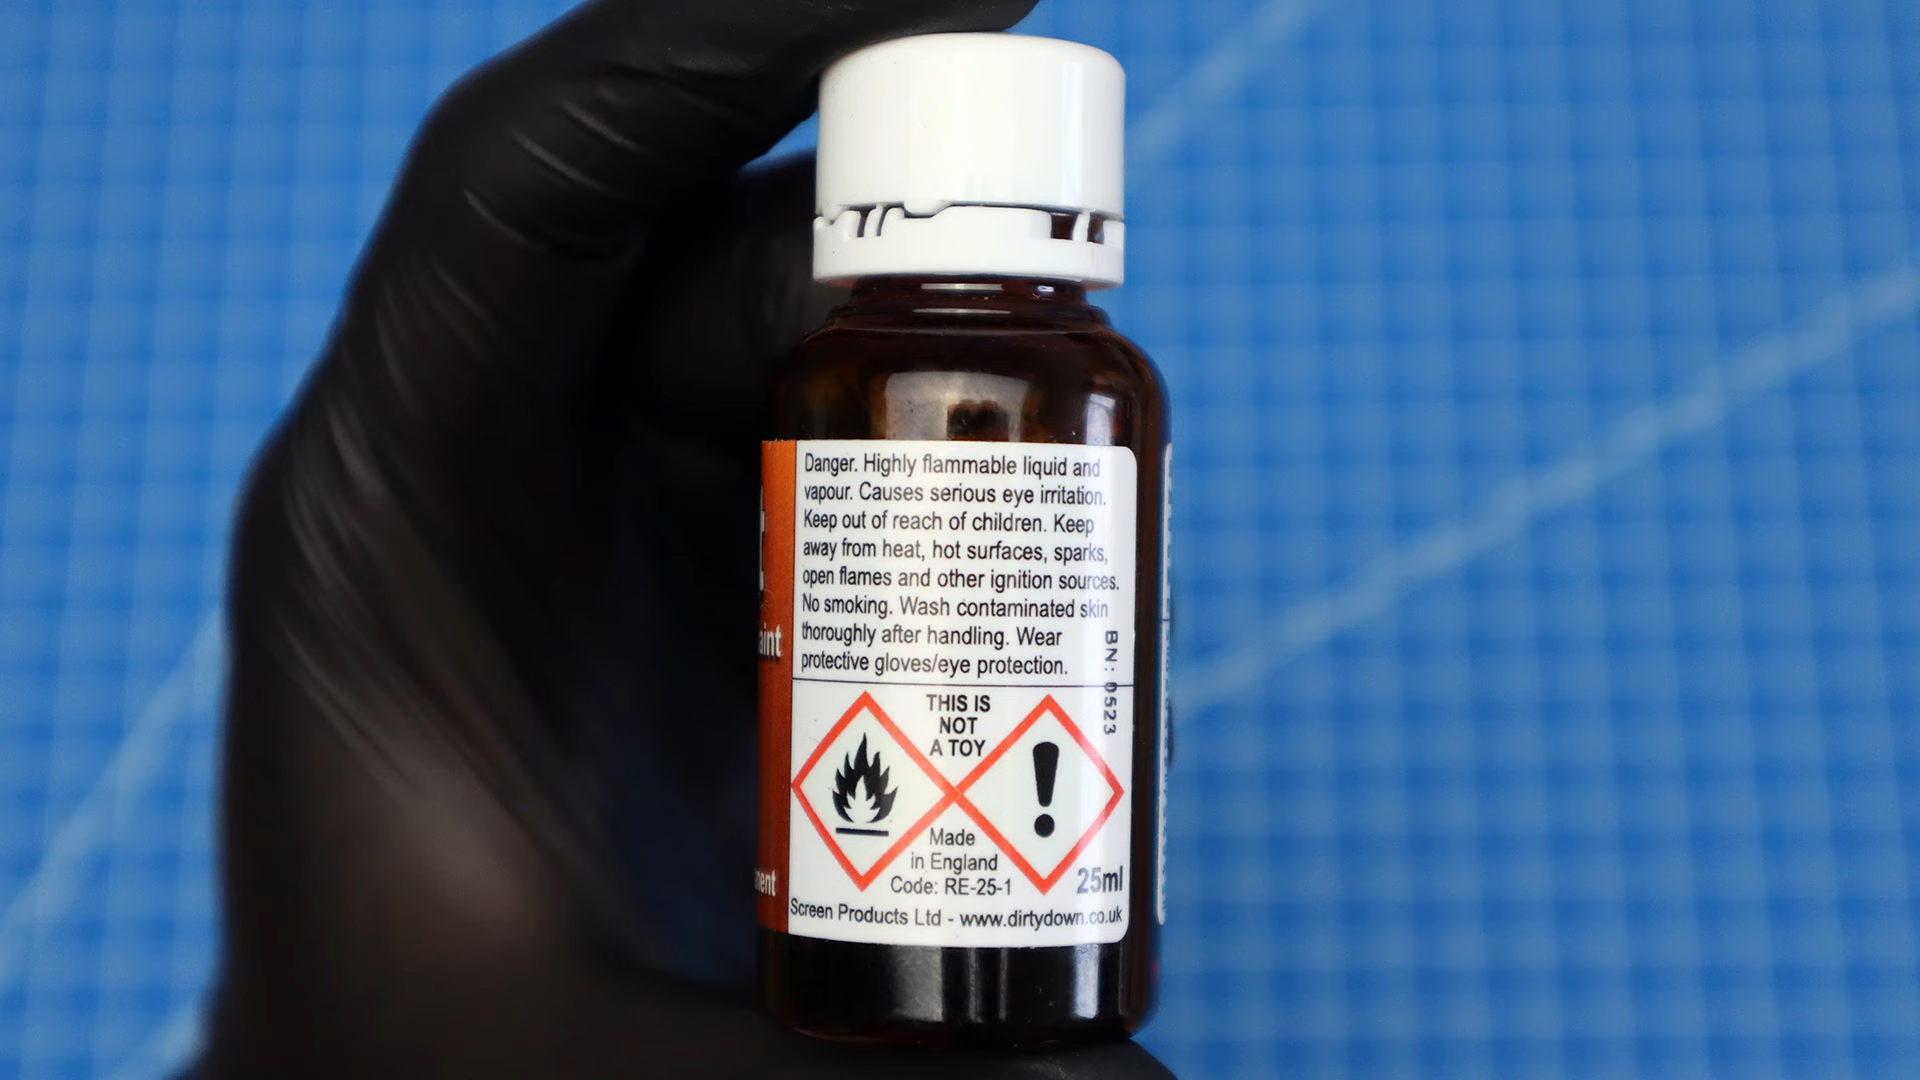 Danger. Highly flammable liquid and
vapour. Causes serious eye irritation.
Keep out of reach of children. Keep
away from heat, hot surfaces, sparks,
open flames and other ignition sources.
No smoking. Wash contaminated skin
thoroughly after handling. Wear
protective gloves/eye protection.
BN: 0523
THIS IS
NOT
A TOY
Made
in England
Code: RE-25-1
25ml
Screen Products Ltd - www.dirtydown.co.uk